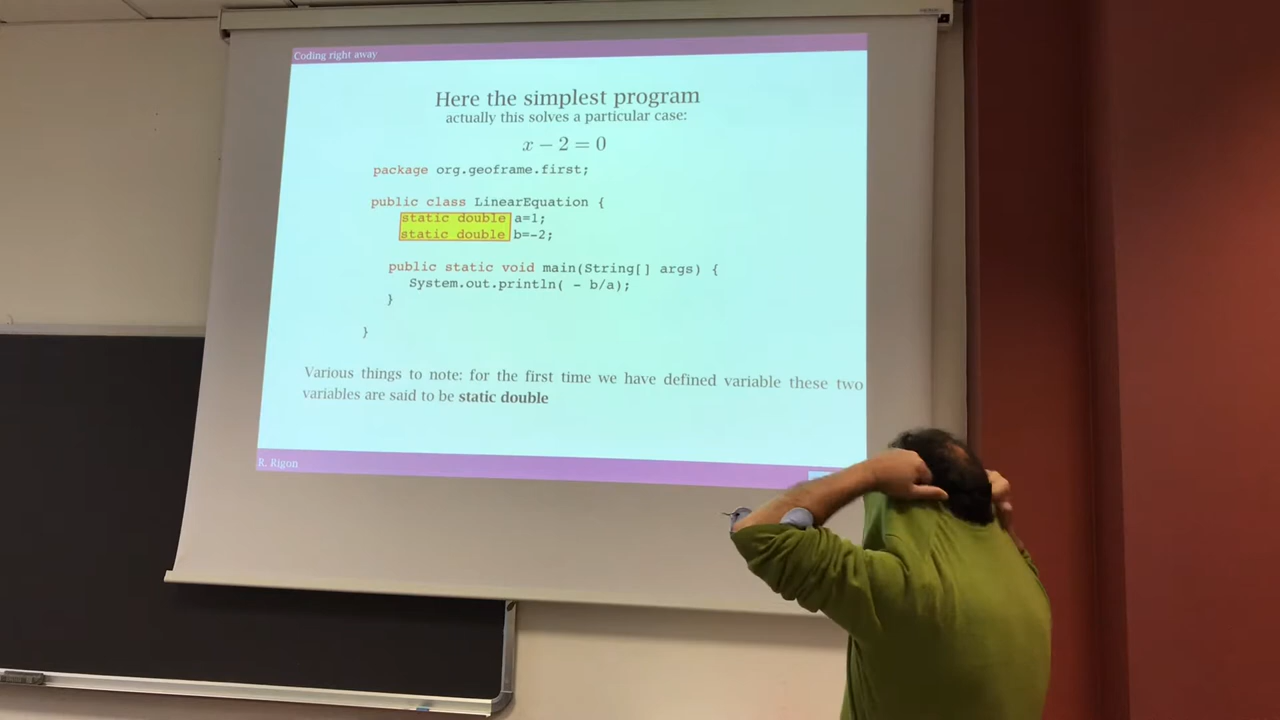 Coding right away
Here the simplest program
actually this solves a particular case:
x − 2 = 0
package org.geoframe.first;
public class LinearEquation {
static double a=1;
static double b=-2;
public static void main(String[] args) {
System.out.println( - b/a);
}
}
Various things to note: for the first time we have defined variable these two
variables are said to be static double
R. Rigon